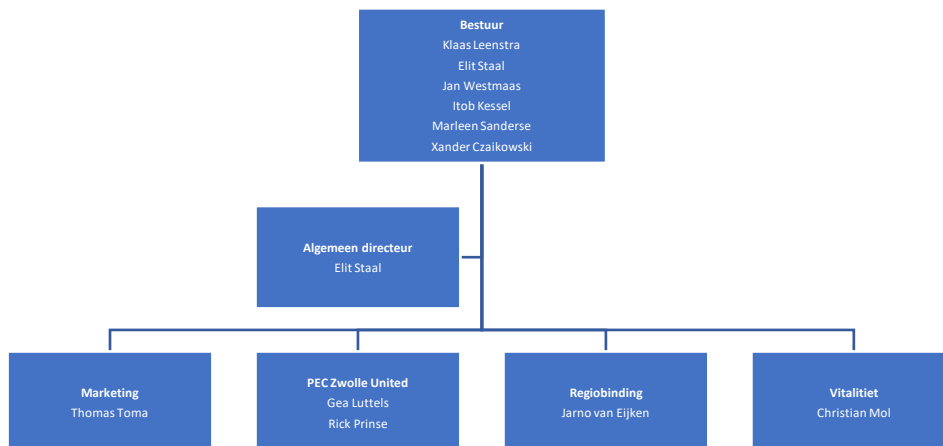 Bestuur
Klaas Leenstra
Elit Staal
Jan Westmaas
Itob Kessel
Marleen Sanderse
Xander Czaikowski
Algemeen directeur
Elit Staal
Marketing
Thomas Toma
PEC Zwolle United
Gea Luttels
Rick Prinse
Regiobinding
Jarno van Eijken
Vitalitiet
Christian Mol